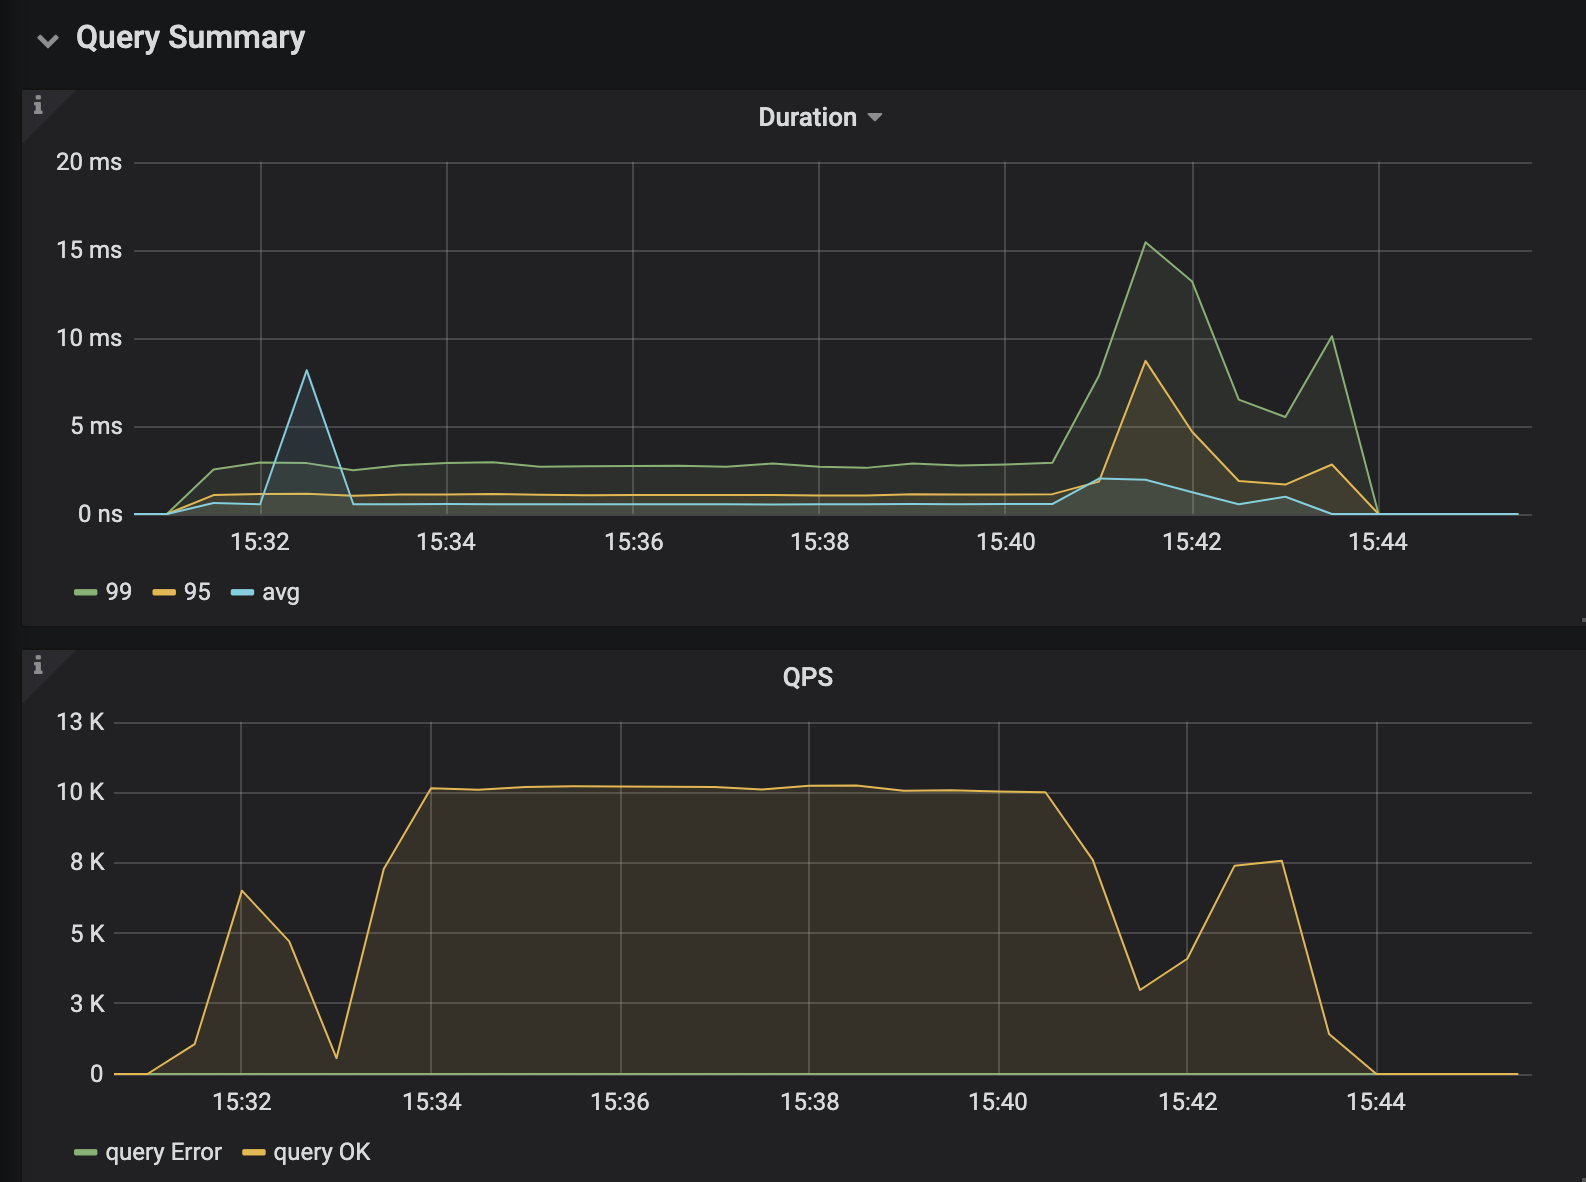 Query Summary
i
Duration
20 ms
15 ms
10 ms
5 ms
0 ns
15:32 15:34 15:36 15:38 15:40 15:42 15:44
99 95 avg
i
QPS
13 K
10 K
8 K
5 K
3 K
0
15:32 15:34 15:36 15:38 15:40 15:42 15:44
query Error query OK